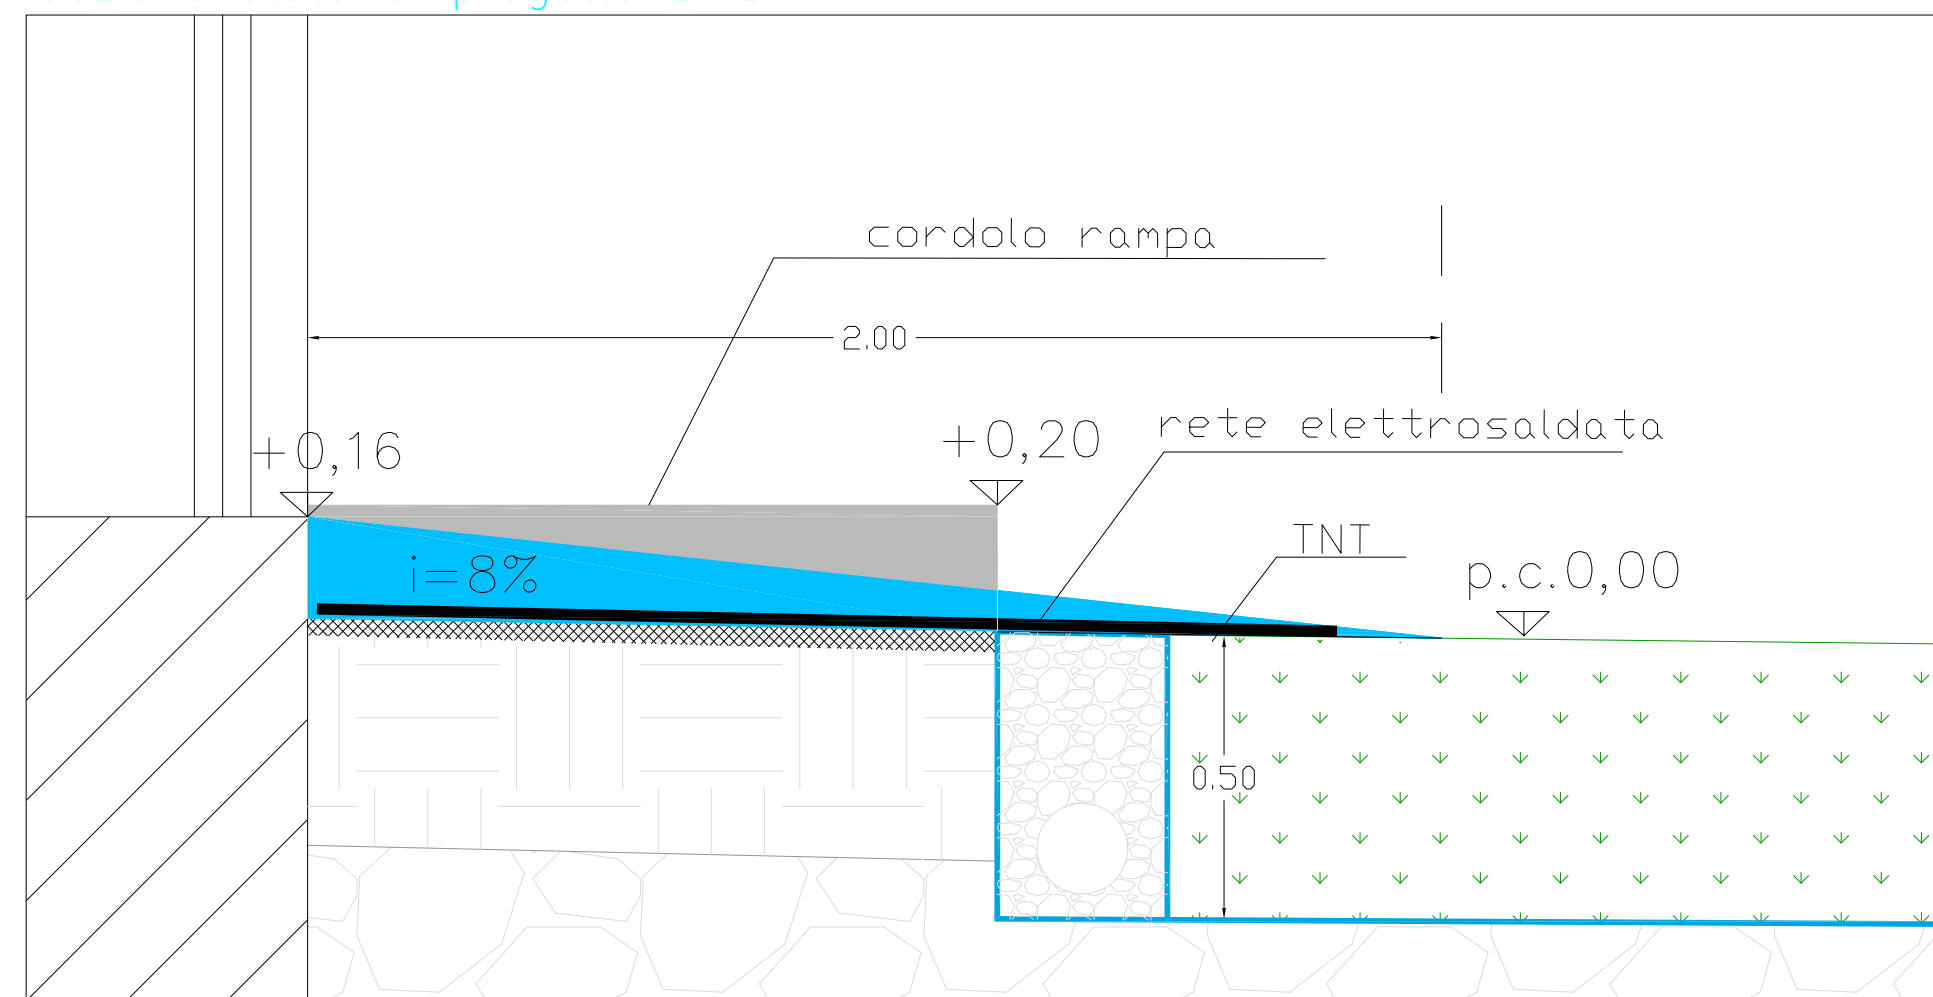 cordolo rampa
2.00
+0,16
+0,20
rete elettrosaldata
TNT
i=8%
p.c.0,00
0.50